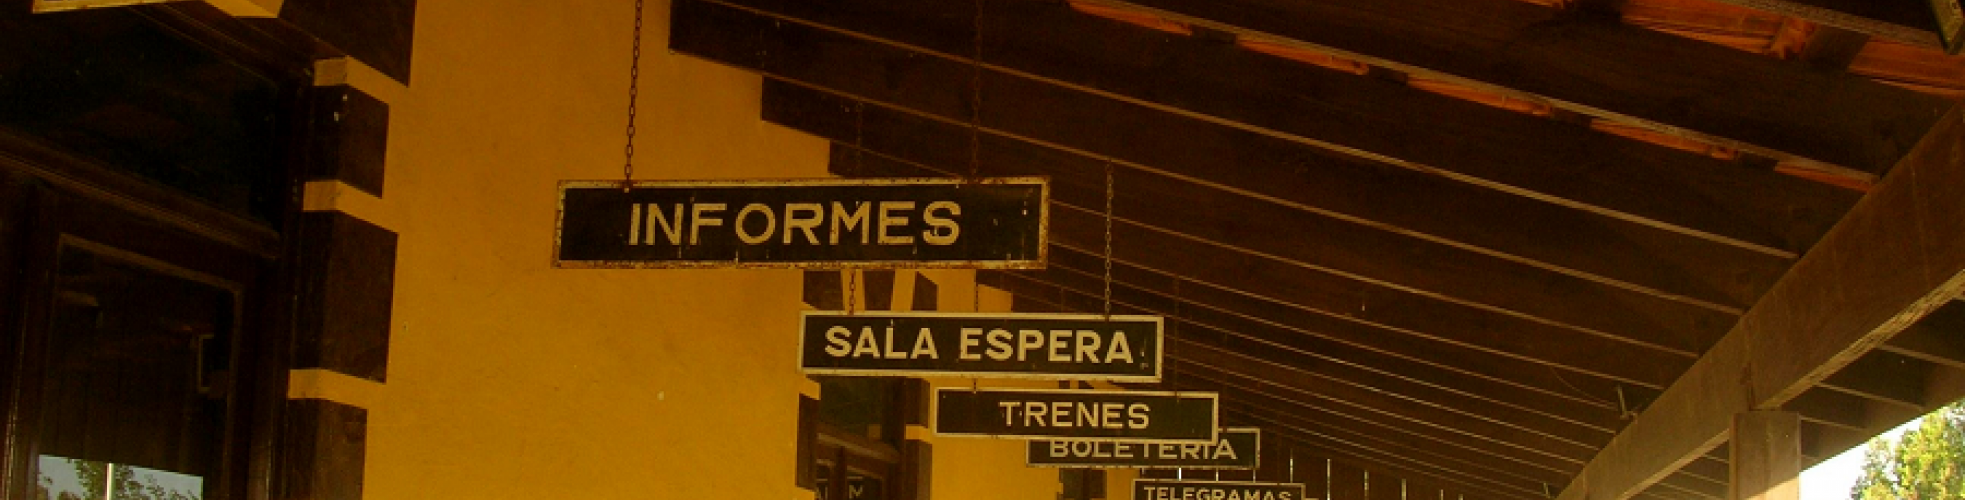 INFORMES
SALA ESPERA
TRENES
BOLETERIA
TELEGRAMAS